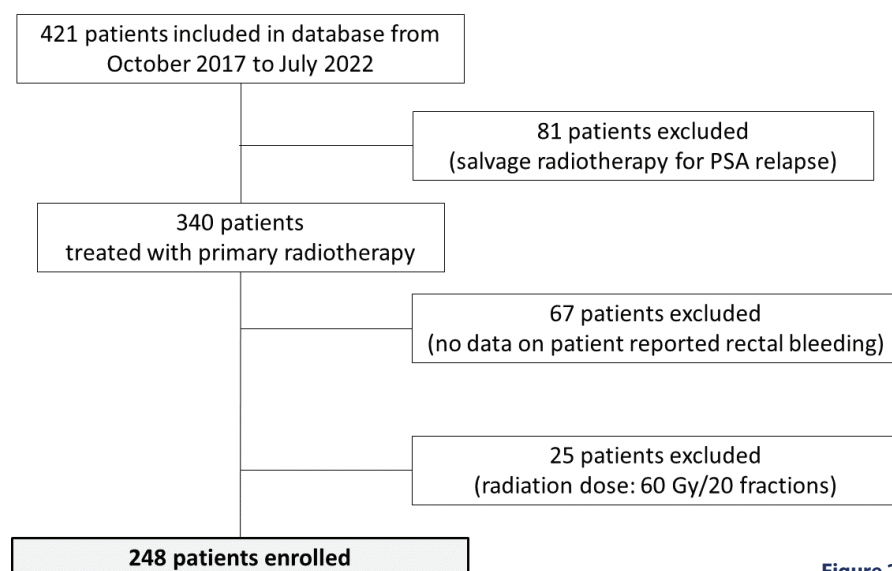 421 patients included in database from
October 2017 to July 2022
81 patients excluded
(salvage radiotherapy for PSA relapse)
340 patients
treated with primary radiotherapy
67 patients excluded
(no data on patient reported rectal bleeding)
25 patients excluded
(radiation dose: 60 Gy/20 fractions)
248 patients enrolled
Figure